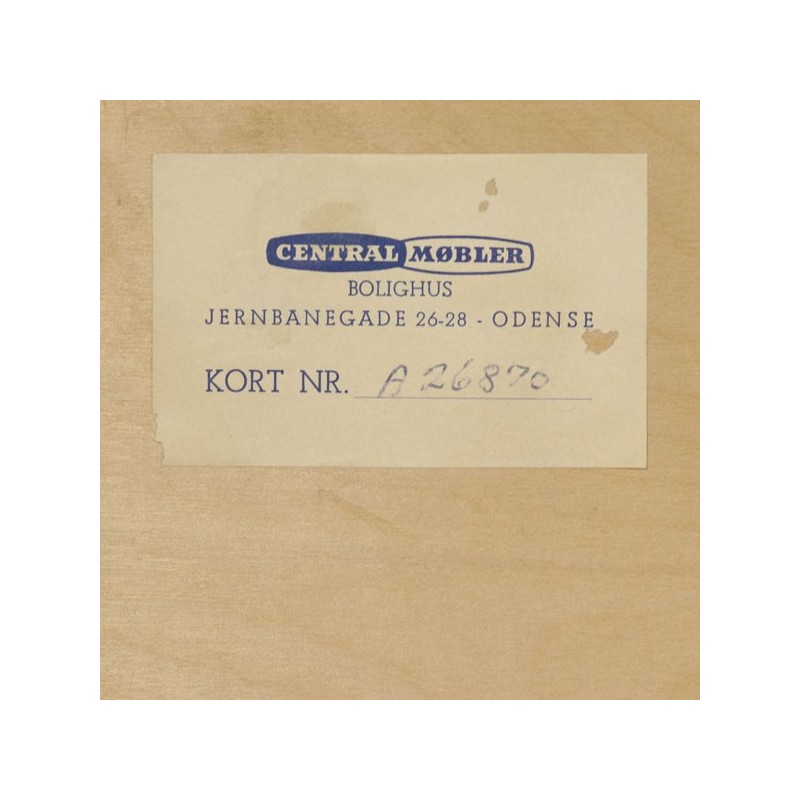 CENTRAL MØBLER
BOLIGHUS
JERNBANEGADE 26-28 - ODENSE
KORT NR. A 26870